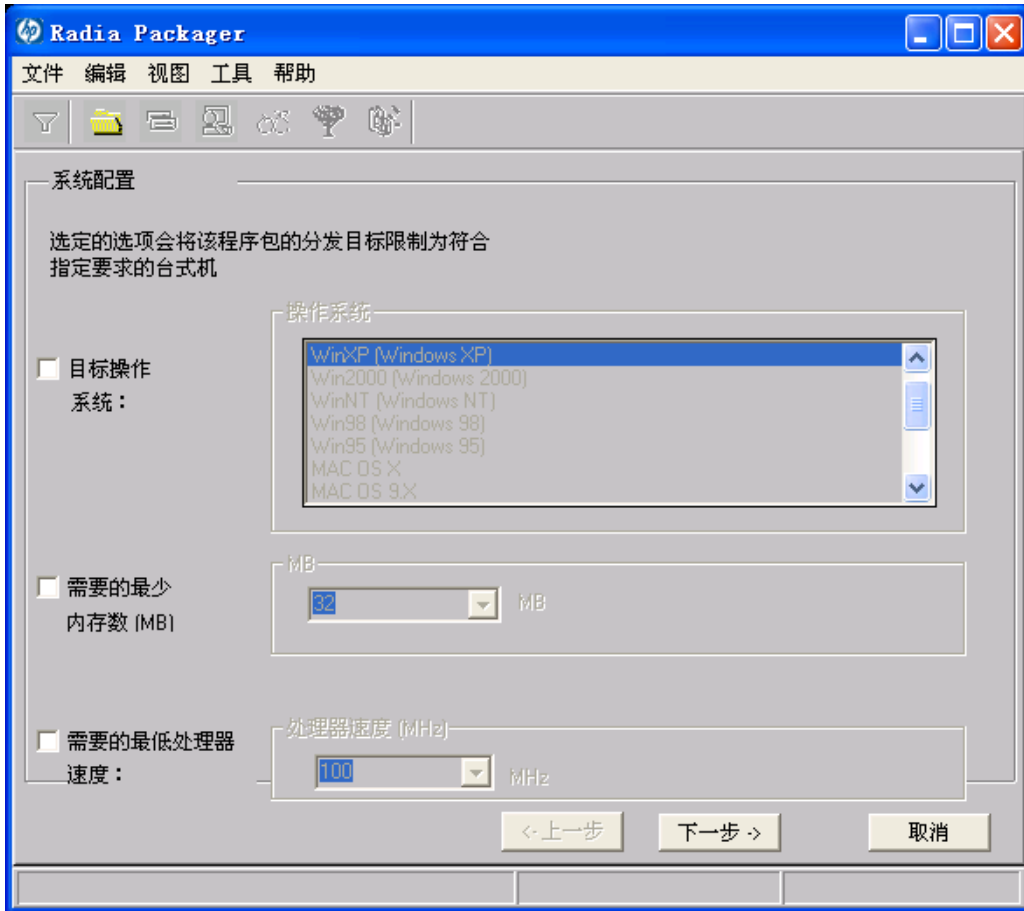 Radia Packager
文件 编辑 视图 工具 帮助
系统配置
选定的选项会将该程序包的分发目标限制为符合
指定要求的台式机
操作系统
目标操作
系统：
WinXP (Windows XP)
Win2000 (Windows 2000)
WinNT (Windows NT)
Win98 (Windows 98)
Win95 (Windows 95)
MAC OS X
MAC OS 9.X
MB
需要的最少
内存数 (MB)
32 MB
处理器速度 (MHz)
需要的最低处理器
速度：
100 MHz
<- 上一步 下一步 -> 取消